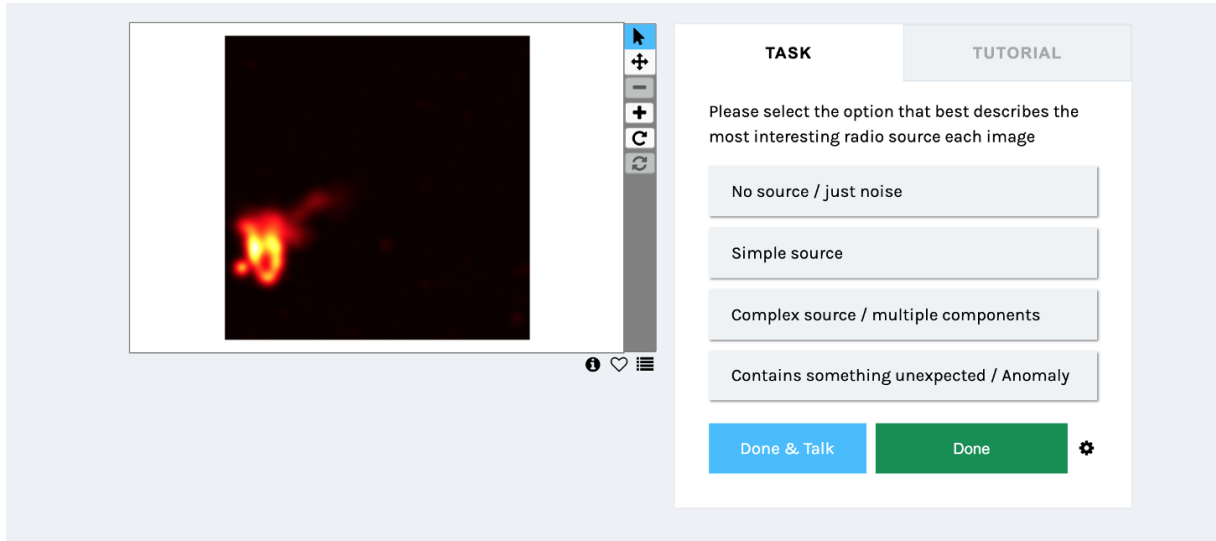 TASK
TUTORIAL
Please select the option that best describes the
most interesting radio source each image
No source / just noise
Simple source
Complex source / multiple components
Contains something unexpected / Anomaly
Done & Talk
Done